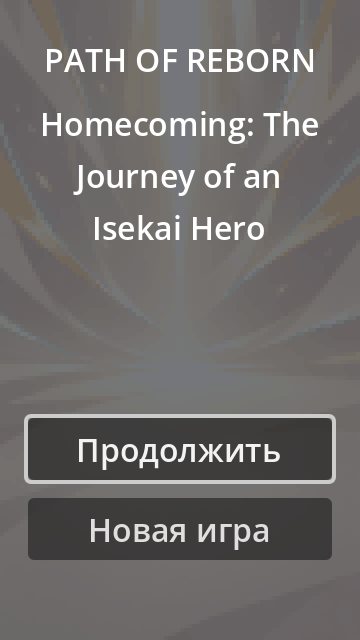 PATH OF REBORN
Homecoming: The
Journey of an
Isekai Hero
Продолжить
Новая игра